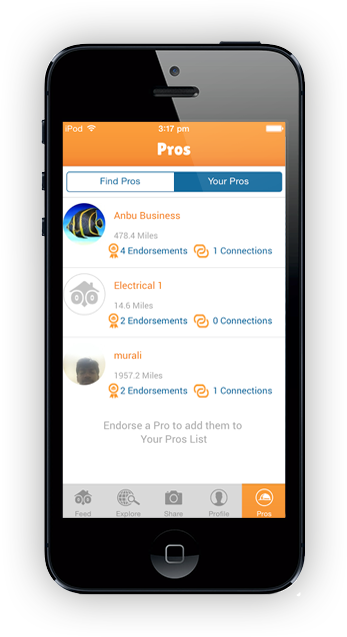 iPod 3:17 pm
Pros
Find Pros Your Pros
Anbu Business
478.4 Miles
4 Endorsements 1 Connections
Electrical 1
14.6 Miles
2 Endorsements 0 Connections
murali
1957.2 Miles
2 Endorsements 1 Connections
Endorse a Pro to add them to
Your Pros List
Feed Explore Share Profile Pros